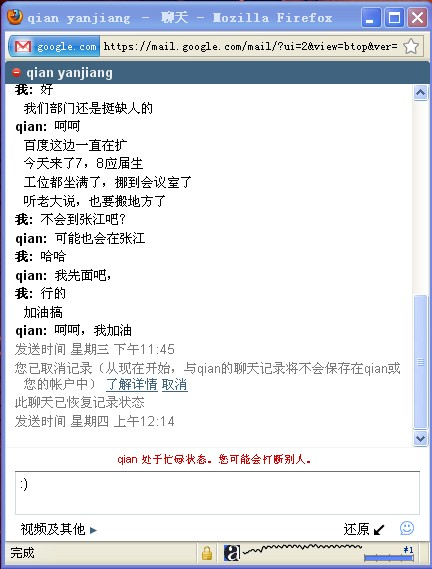 qian yanjiang - 聊天 - Mozilla Firefox
google.com https://mail.google.com/mail/?ui=2&view=btop&ver=
qian yanjiang
我: 好
我们部门还是挺缺人的
qian: 呵呵
百度这边一直在扩
今天来了7，8应届生
工位都坐满了，挪到会议室了
听老大说，也要搬地方了
我: 不会到张江吧?
qian: 可能也会在张江
我: 哈哈
qian: 我先面吧，
我: 行的
加油搞
qian: 呵呵，我加油
发送时间 星期三 下午11:45
您已取消记录（从现在开始，与qian的聊天记录将不会保存在qian或
您的帐户中） 了解详情 取消
此聊天已恢复记录状态
发送时间 星期四 上午12:14
qian 处于忙碌状态。您可能会打断别人。
:)
视频及其他 ▸ 还原 ↙
完成 a #1